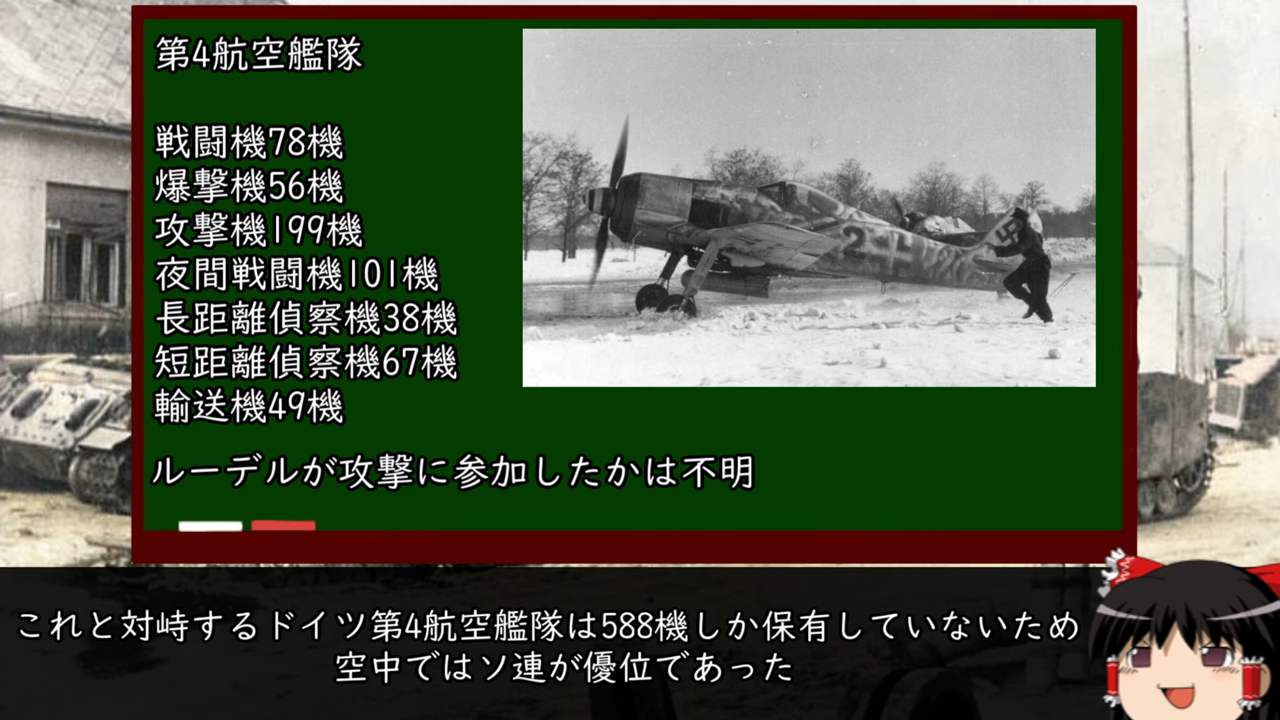 第4航空艦隊
戦闘機78機
爆撃機56機
攻撃機199機
夜間戦闘機101機
長距離偵察機38機
短距離偵察機67機
輸送機49機
ルーデルが攻撃に参加したかは不明
2
これと対峙するドイツ第4航空艦隊は588機しか保有していないため
空中ではソ連が優位であった